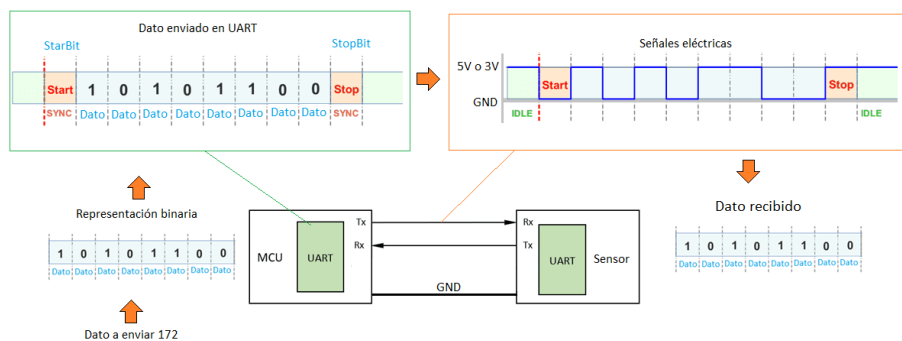 Dato enviado en UART
StarBit
StopBit
Start 1 0 1 0 1 1 0 0 Stop
SYNC Dato Dato Dato Dato Dato Dato Dato Dato SYNC
Señales eléctricas
5V o 3V
Start
Stop
GND
IDLE
IDLE
Representación binaria
1 0 1 0 1 1 0 0
Dato Dato Dato Dato Dato Dato Dato Dato
Dato a enviar 172
MCU
UART
Tx
Rx
GND
Rx
Tx
UART
Sensor
Dato recibido
1 0 1 0 1 1 0 0
Dato Dato Dato Dato Dato Dato Dato Dato